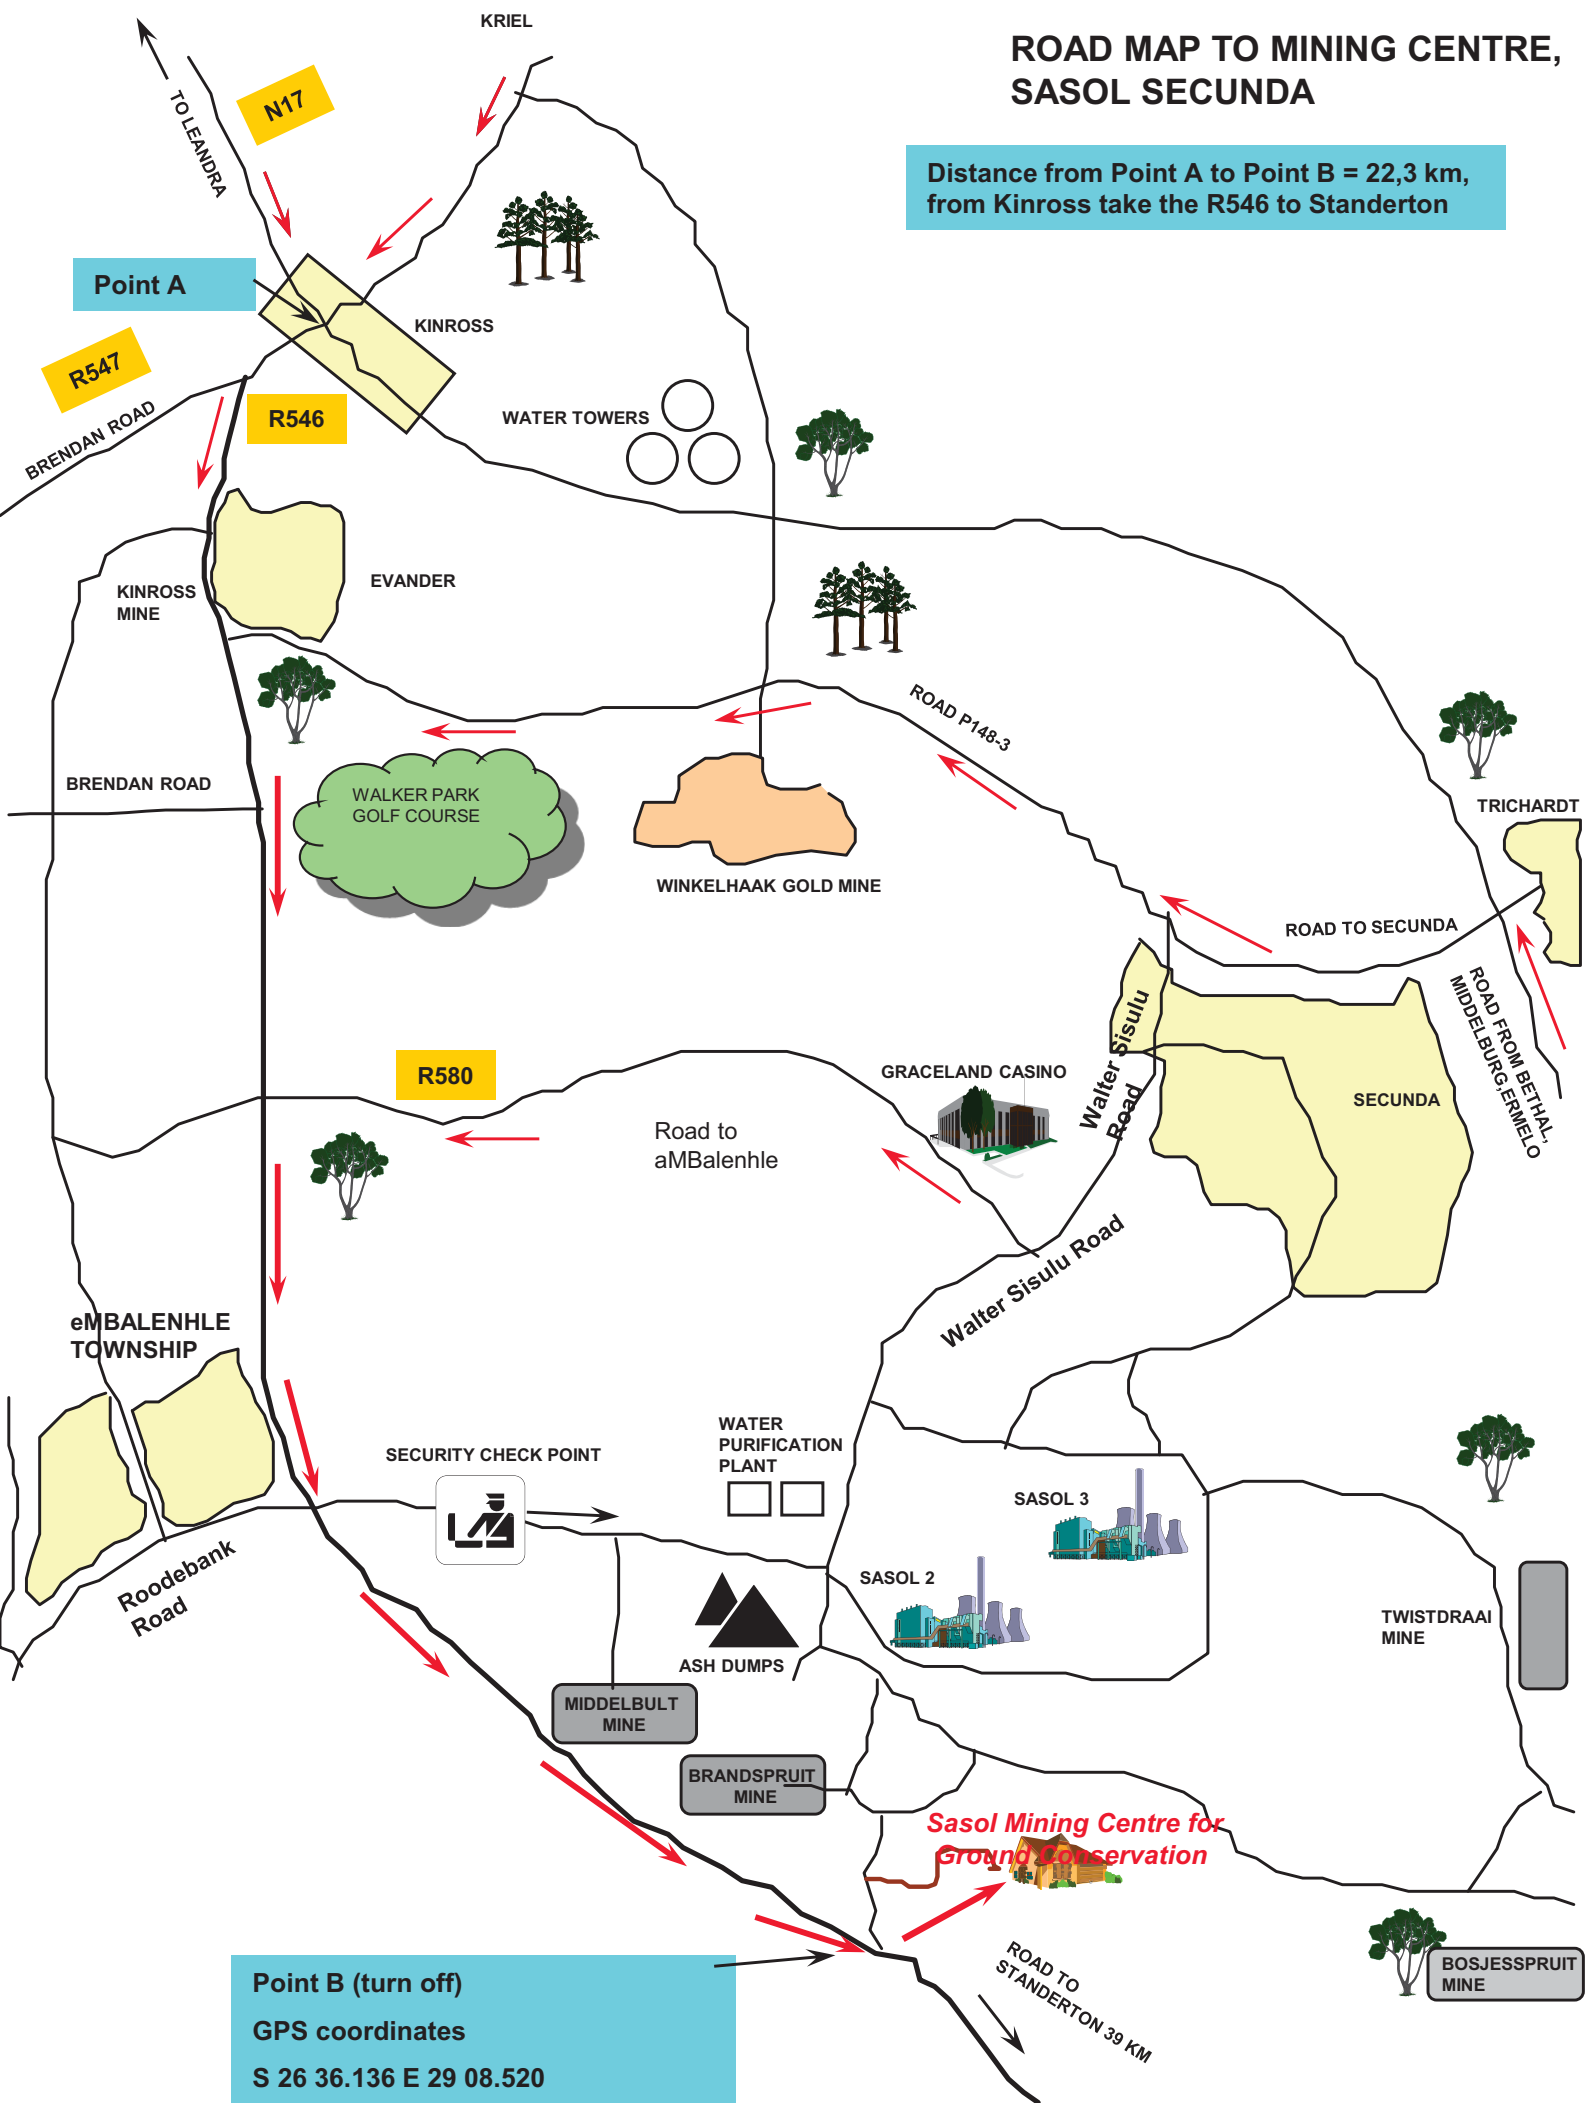 KRIEL
ROAD MAP TO MINING CENTRE,
SASOL SECUNDA
N17
TO LEANDRA
Distance from Point A to Point B = 22,3 km,
from Kinross take the R546 to Standerton
Point A
KINROSS
R547
R546
BRENDAN ROAD
WATER TOWERS
EVANDER
KINROSS
MINE
ROAD P148-3
BRENDAN ROAD
WALKER PARK
GOLF COURSE
TRICHARDT
WINKELHAAK GOLD MINE
ROAD TO SECUNDA
ROAD FROM BETHAL,
MIDDELBURG,ERMELO
Walter Sisulu
Road
R580
GRACELAND CASINO
SECUNDA
Road to
aMBalenhle
Walter Sisulu Road
eMBALENHLE
TOWNSHIP
SECURITY CHECK POINT
WATER
PURIFICATION
PLANT
SASOL 3
Roodebank
Road
SASOL 2
TWISTDRAAI
MINE
ASH DUMPS
MIDDELBULT
MINE
BRANDSPRUIT
MINE
Sasol Mining Centre for
Ground Conservation
ROAD TO
STANDERTON 39 KM
BOSJESSPRUIT
MINE
Point B (turn off)
GPS coordinates
S 26 36.136 E 29 08.520